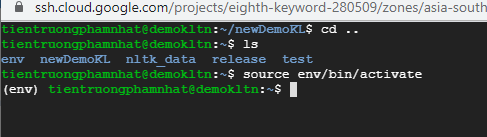 ssh.cloud.google.com/projects/eighth-keyword-280509/zones/asia-south
tientruongphamnhat@demokltn:~/newDemoKL$ cd ..
tientruongphamnhat@demokltn:~$ ls
env newDemoKL nltk_data release test
tientruongphamnhat@demokltn:~$ source env/bin/activate
(env) tientruongphamnhat@demokltn:~$